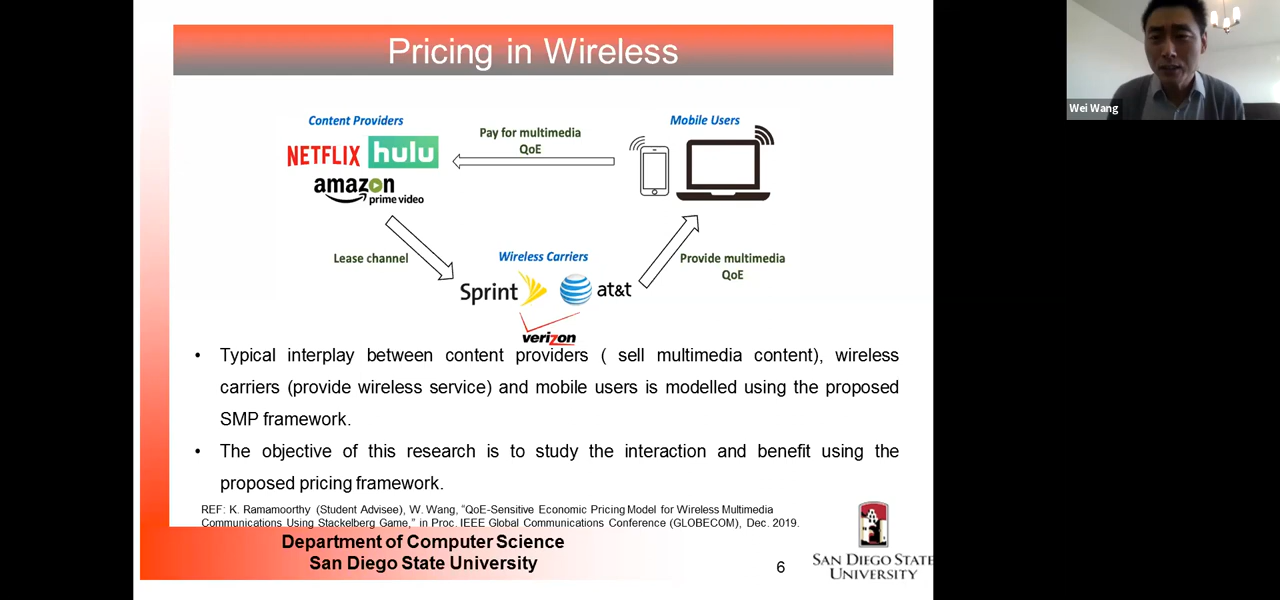 Pricing in Wireless
Wei Wang
Content Providers
NETFLIX hulu
amazon
prime video
Pay for multimedia
QoE
Mobile Users
Lease channel
Wireless Carriers
Sprint at&t
verizon
Provide multimedia
QoE
• Typical interplay between content providers ( sell multimedia content), wireless
carriers (provide wireless service) and mobile users is modelled using the proposed
SMP framework.
• The objective of this research is to study the interaction and benefit using the
proposed pricing framework.
REF: K. Ramamoorthy (Student Advisee), W. Wang, "QoE-Sensitive Economic Pricing Model for Wireless Multimedia
Communications Using Stackelberg Game," in Proc. IEEE Global Communications Conference (GLOBECOM), Dec. 2019.
Department of Computer Science
San Diego State University
6
SAN DIEGO STATE
UNIVERSITY